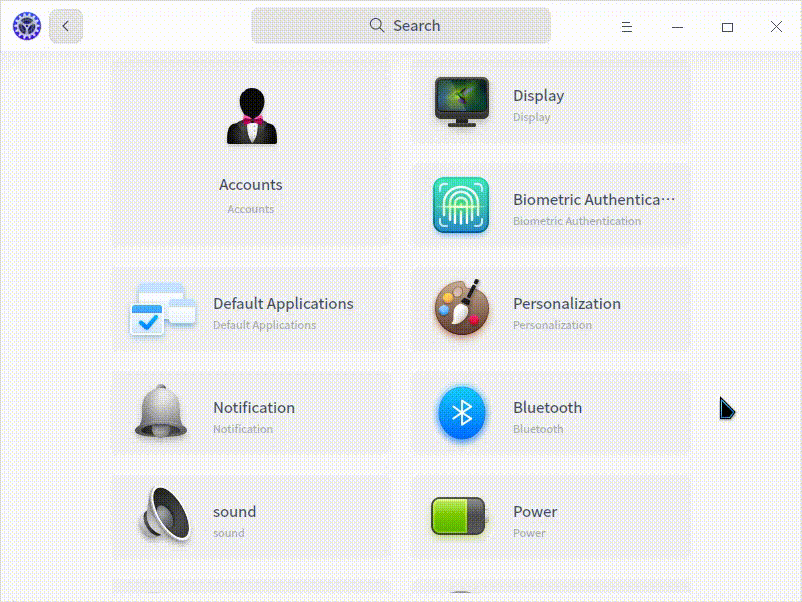 Search
Accounts
Accounts
Display
Display
Biometric Authentica···
Biometric Authentication
Default Applications
Default Applications
Personalization
Personalization
Notification
Notification
Bluetooth
Bluetooth
sound
sound
Power
Power